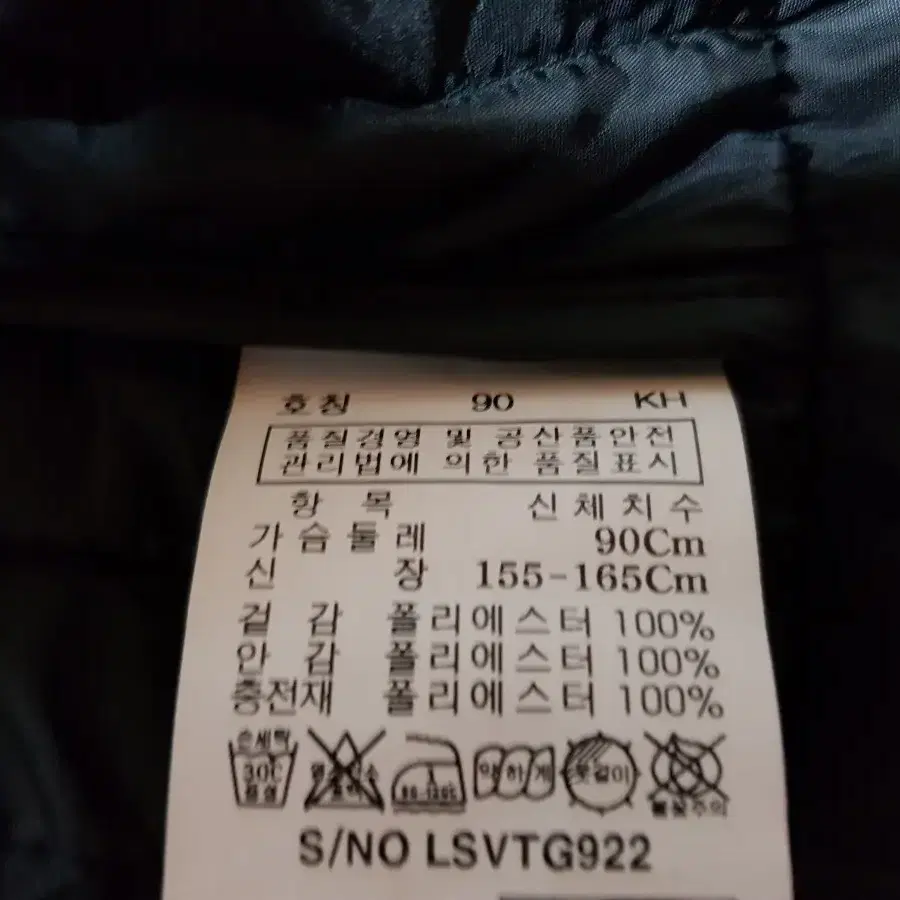 호칭 90 KH
품질경영 및 공산품안전
관리법에 의한 품질표시
항 목 신체치수
가슴둘레 90Cm
신 장 155-165Cm
겉 감 폴리에스터 100%
안 감 폴리에스터 100%
충전재 폴리에스터 100%
손세탁 30C 약하게 옷걸이
S/NO LSVTG922